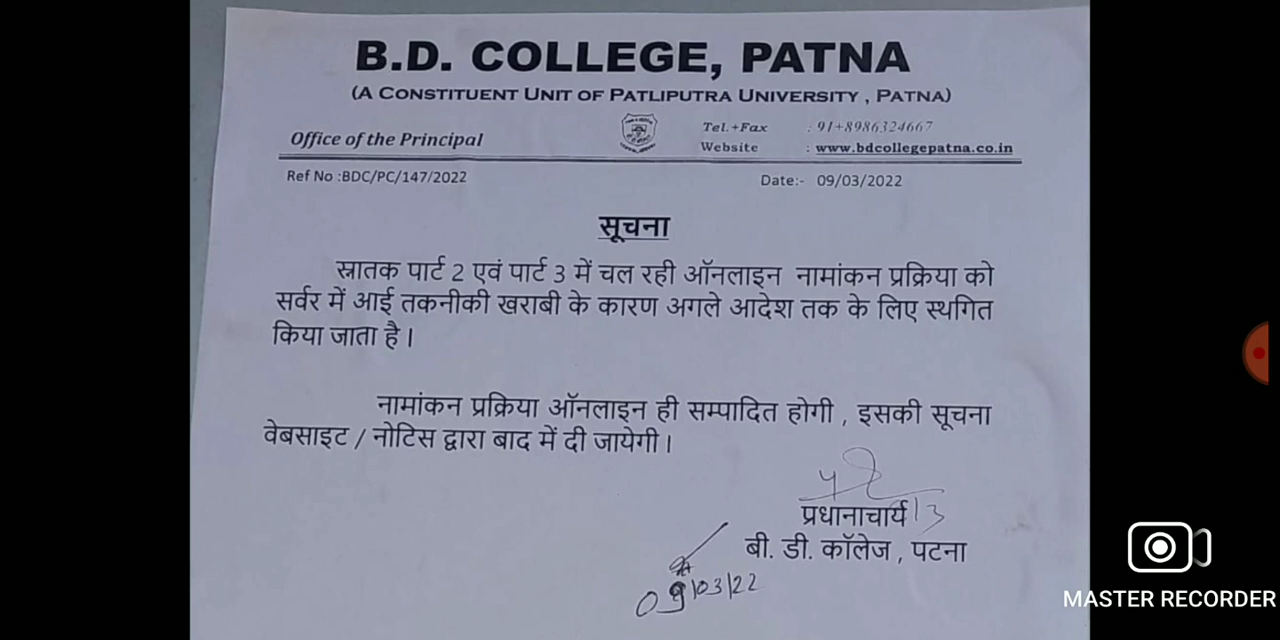 B.D. COLLEGE, PATNA
(A CONSTITUENT UNIT OF PATLIPUTRA UNIVERSITY , PATNA)
Office of the Principal
Tel.+Fax : 91+8986324667
Website : www.bdcollegepatna.co.in
Ref No :BDC/PC/147/2022
Date:- 09/03/2022
सूचना
स्नातक पार्ट 2 एवं पार्ट 3 में चल रही ऑनलाइन नामांकन प्रक्रिया को
सर्वर में आई तकनीकी खराबी के कारण अगले आदेश तक के लिए स्थगित
किया जाता है।
नामांकन प्रक्रिया ऑनलाइन ही सम्पादित होगी , इसकी सूचना
वेबसाइट / नोटिस द्वारा बाद में दी जायेगी।
प्रधानाचार्य
बी. डी. कॉलेज , पटना
09/03/22
MASTER RECORDER